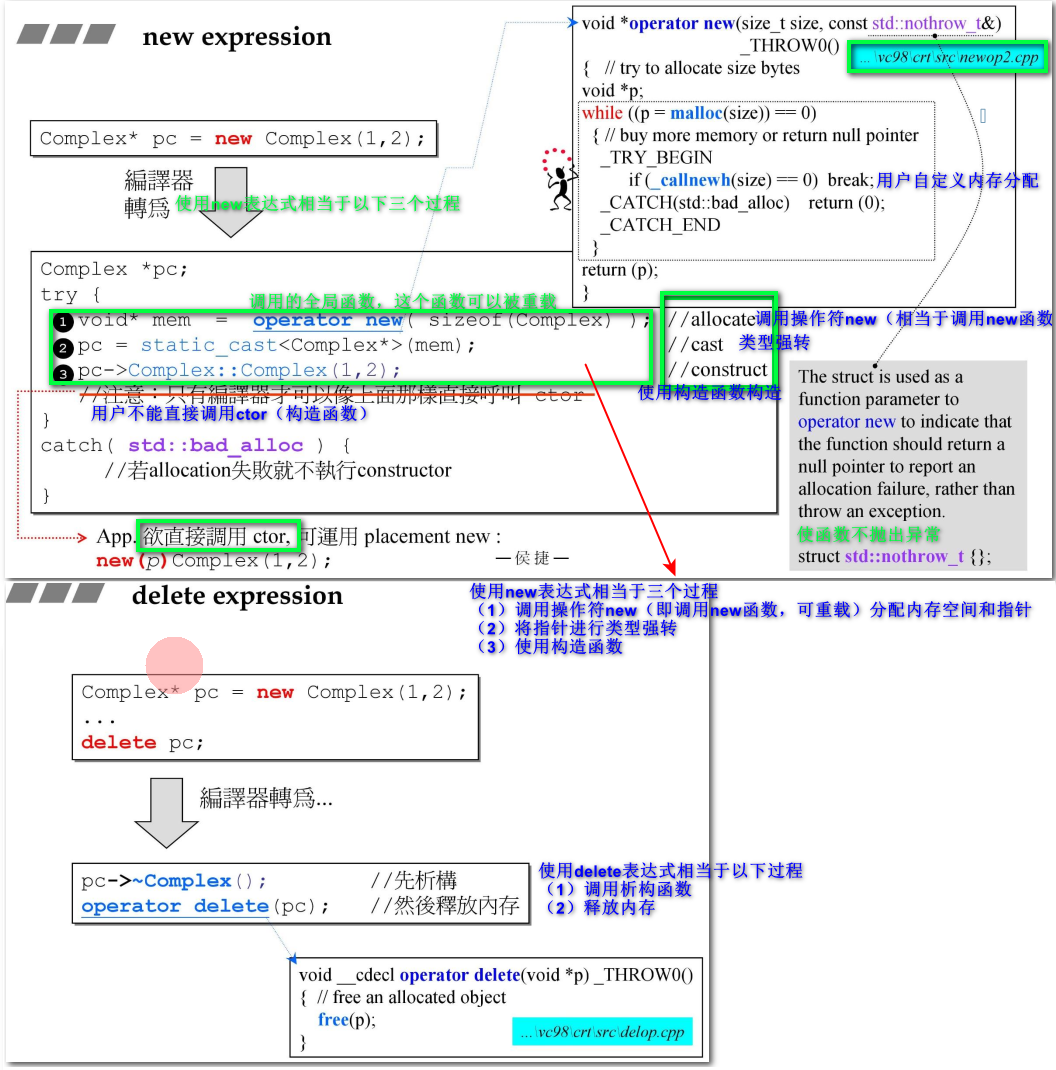 new expression
Complex* pc = new Complex(1,2);
編譯器
轉為
使用new表达式相当于以下三个过程
Complex *pc;
try {
调用的全局函数，这个函数可以被重载
❶ void* mem = operator new( sizeof(Complex) ); //allocate 调用操作符new（相当于调用new函数
❷ pc = static_cast<Complex*>(mem); //cast 类型强转
❸ pc->Complex::Complex(1,2); //construct
使用构造函数构造
//注意：只有編譯器才可以像上面那樣直接呼叫 ctor
用户不能直接调用ctor（构造函数）
}
catch( std::bad_alloc ) {
//若allocation失敗就不執行constructor
}
App. 欲直接調用 ctor, 可運用 placement new :
new(p)Complex(1,2);
—侯捷—
void *operator new(size_t size, const std::nothrow_t&)
_THROW0()
...\vc98\crt\src\newop2.cpp
{ // try to allocate size bytes
void *p;
while ((p = malloc(size)) == 0)
{ // buy more memory or return null pointer
_TRY_BEGIN
if (_callnewh(size) == 0) break; 用户自定义内存分配
_CATCH(std::bad_alloc) return (0);
_CATCH_END
}
return (p);
}
The struct is used as a
function parameter to
operator new to indicate that
the function should return a
null pointer to report an
allocation failure, rather than
throw an exception.
使函数不抛出异常
struct std::nothrow_t {};
使用new表达式相当于三个过程
（1）调用操作符new（即调用new函数，可重载）分配内存空间和指针
（2）将指针进行类型强转
（3）使用构造函数
delete expression
Complex* pc = new Complex(1,2);
...
delete pc;
編譯器轉為...
pc->~Complex(); //先析構
operator delete(pc); //然後釋放內存
使用delete表达式相当于以下过程
（1）调用析构函数
（2）释放内存
void __cdecl operator delete(void *p) _THROW0()
{ // free an allocated object
free(p);
}
...\vc98\crt\src\delop.cpp